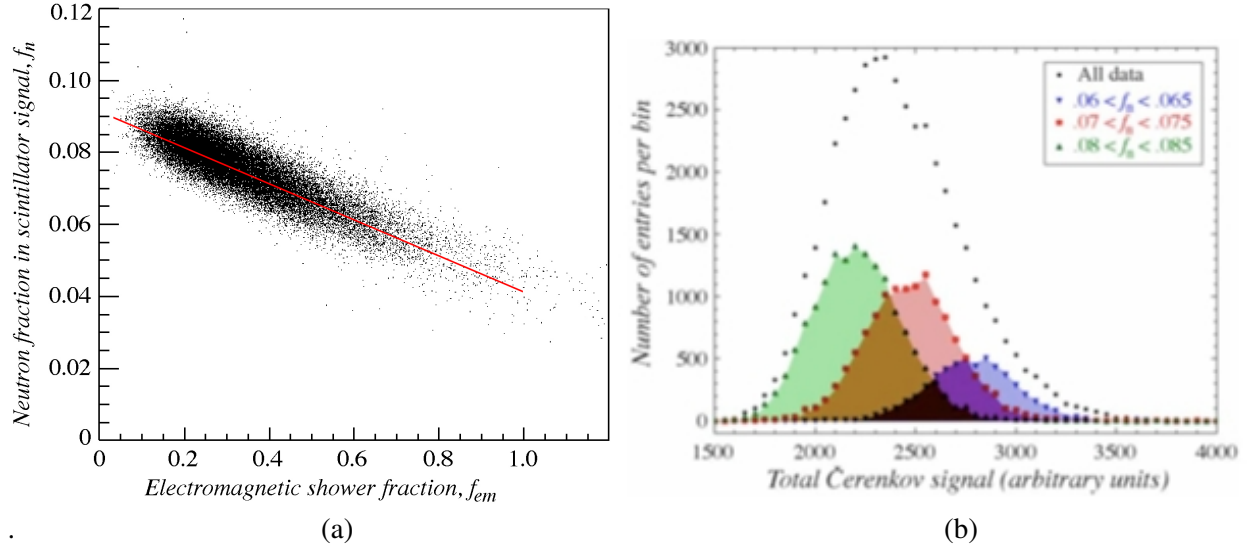 0.12
0.10
0.08
0.06
0.04
0.02
0
0 0.2 0.4 0.6 0.8 1.0
Neutron fraction in scintillator signal, fn
Electromagnetic shower fraction, fem
(a)
3000
2500
2000
1500
1000
500
0
1500 2000 2500 3000 3500 4000
Number of entries per bin
Total Čerenkov signal (arbitrary units)
All data
.06 < fn < .065
.07 < fn < .075
.08 < fn < .085
(b)
.